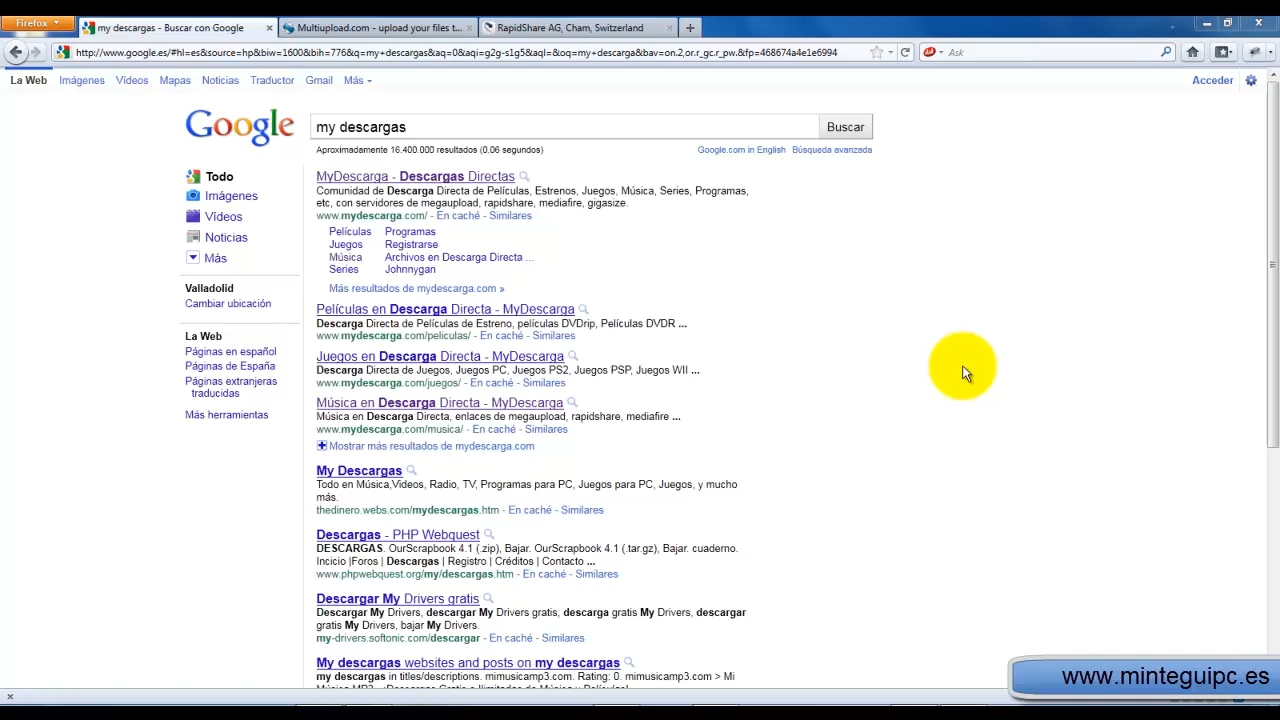 Firefox
my descargas - Buscar con Google
Multiupload.com - upload your files t...
RapidShare AG, Cham, Switzerland
http://www.google.es/#hl=es&source=hp&biw=1600&bih=776&q=my+descargas&aq=0&aqi=g2g-s1g5&aql=&oq=my+descarga&bav=on.2,or.r_gc.r_pw.&fp=468674a4e1e6994
Ask
La Web Imágenes Vídeos Mapas Noticias Traductor Gmail Más
Acceder
Google
my descargas
Buscar
Aproximadamente 16.400.000 resultados (0,06 segundos)
Google.com in English Búsqueda avanzada
Todo
Imágenes
Vídeos
Noticias
Más
Valladolid
Cambiar ubicación
La Web
Páginas en español
Páginas de España
Páginas extranjeras
traducidas
Más herramientas
MyDescarga - Descargas Directas
Comunidad de Descarga Directa de Películas, Estrenos, Juegos, Música, Series, Programas,
etc, con servidores de megaupload, rapidshare, mediafire, gigasize.
www.mydescarga.com/ - En caché - Similares
Películas Programas
Juegos Registrarse
Música Archivos en Descarga Directa ...
Series Johnnygan
Más resultados de mydescarga.com »
Películas en Descarga Directa - MyDescarga
Descarga Directa de Películas de Estreno, películas DVDrip, Películas DVDR ...
www.mydescarga.com/peliculas/ - En caché - Similares
Juegos en Descarga Directa - MyDescarga
Descarga Directa de Juegos, Juegos PC, Juegos PS2, Juegos PSP, Juegos WII ...
www.mydescarga.com/juegos/ - En caché - Similares
Música en Descarga Directa - MyDescarga
Música en Descarga Directa, enlaces de megaupload, rapidshare, mediafire ...
www.mydescarga.com/musica/ - En caché - Similares
Mostrar más resultados de mydescarga.com
My Descargas
Todo en Música,Videos, Radio, TV, Programas para PC, Juegos para PC, Juegos, y mucho
más.
thedinero.webs.com/mydescargas.htm - En caché - Similares
Descargas - PHP Webquest
DESCARGAS. OurScrapbook 4.1 (.zip), Bajar. OurScrapbook 4.1 (.tar.gz), Bajar. cuaderno.
Incicio |Foros | Descargas | Registro | Créditos | Contacto ...
www.phpwebquest.org/my/descargas.htm - En caché - Similares
Descargar My Drivers gratis
Descargar My Drivers, descargar My Drivers gratis, descarga gratis My Drivers, descargar
gratis My Drivers, bajar My Drivers.
my-drivers.softonic.com/descargar - En caché - Similares
My descargas websites and posts on my descargas
my descargas in titles/descriptions. mimusicamp3.com. Rating: 0. mimusicamp3.com > Mi
Música MP3 - ¡Descargas Gratis e Ilimitadas de Música y Películas!
www.minteguipc.es